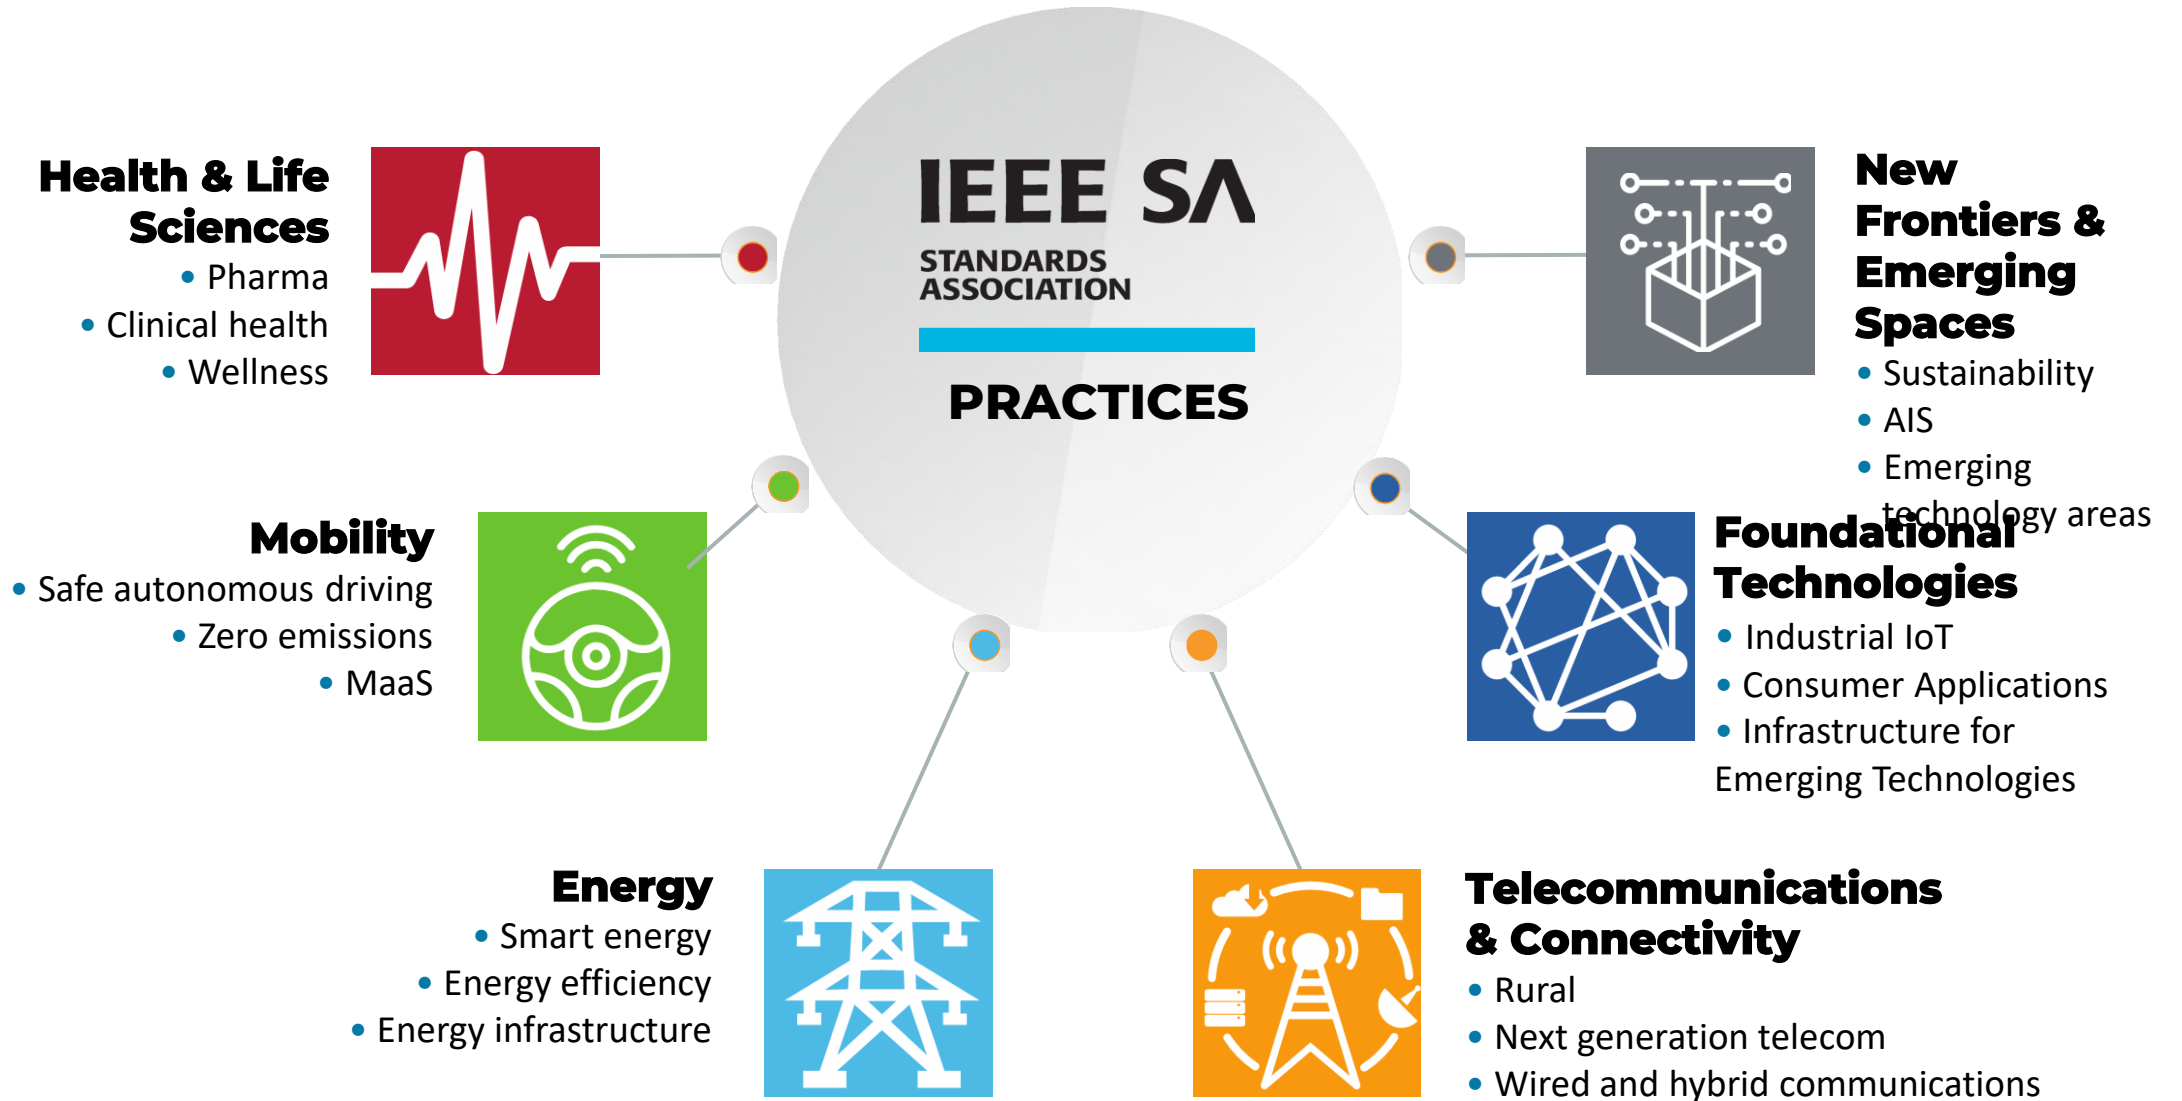 IEEE SA
STANDARDS
ASSOCIATION
PRACTICES
Health & Life
Sciences
• Pharma
• Clinical health
• Wellness
Mobility
• Safe autonomous driving
• Zero emissions
• MaaS
Energy
• Smart energy
• Energy efficiency
• Energy infrastructure
New
Frontiers &
Emerging
Spaces
• Sustainability
• AIS
• Emerging
technology areas
Foundational
Technologies
• Industrial IoT
• Consumer Applications
• Infrastructure for
Emerging Technologies
Telecommunications
& Connectivity
• Rural
• Next generation telecom
• Wired and hybrid communications